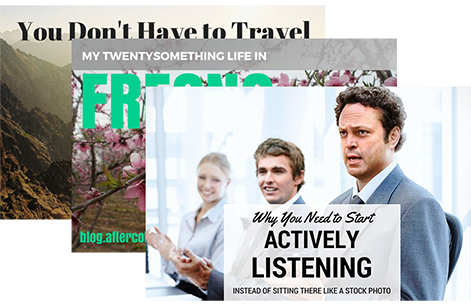 You Don't Have to Travel
MY TWENTYSOMETHING LIFE IN
FRESNO
blog.afterco
Why You Need to Start
ACTIVELY
LISTENING
INSTEAD OF SITTING THERE LIKE A STOCK PHOTO